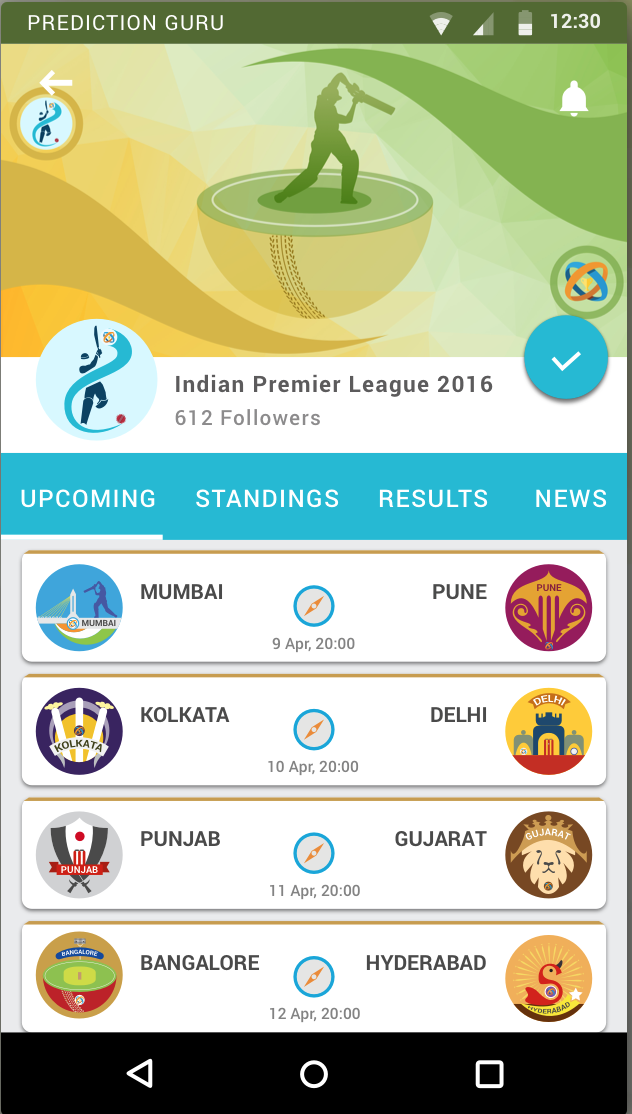 PREDICTION GURU 12:30
Indian Premier League 2016
612 Followers
UPCOMING STANDINGS RESULTS NEWS
MUMBAI MUMBAI PUNE PUNE
9 Apr, 20:00
KOLKATA KOLKATA DELHI DELHI
10 Apr, 20:00
PUNJAB PUNJAB GUJARAT GUJARAT
11 Apr, 20:00
BANGALORE BANGALORE HYDERABAD HYDERABAD
12 Apr, 20:00